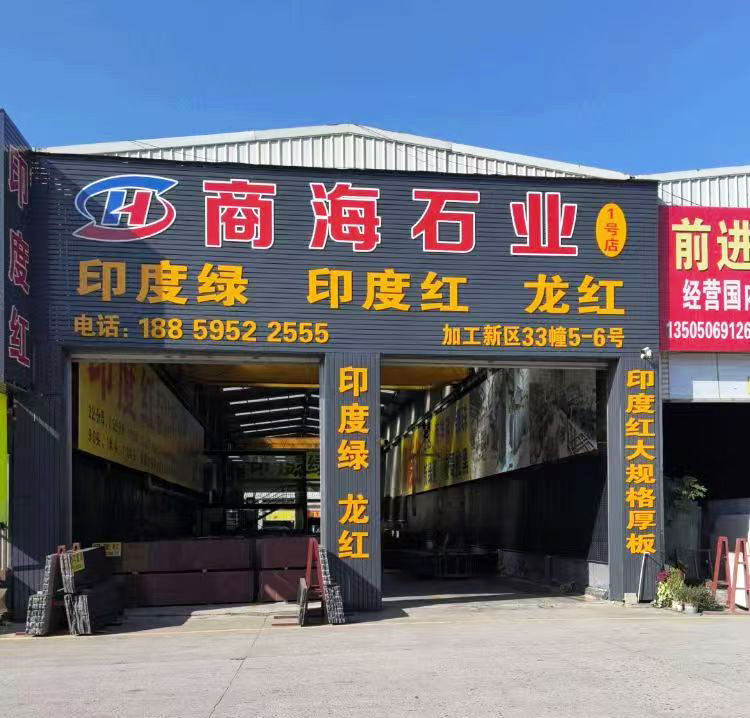 商海石业
1号店
印度绿 印度红 龙红
电话: 188 5952 2555
加工新区33幢5-6号
印度绿 龙红
印度红大规格厚板
印度红
前进
经营国内
13505069126